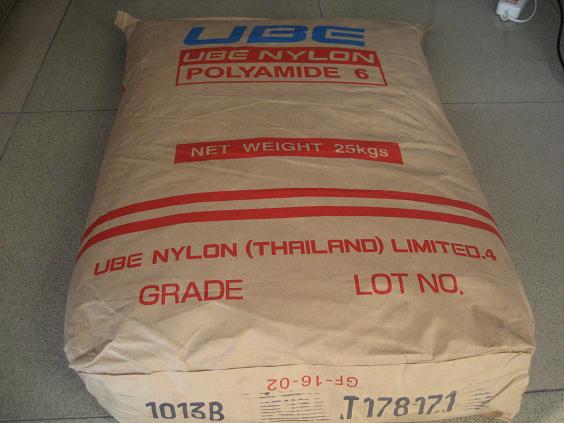 UBE
UBE NYLON
POLYAMIDE 6
NET WEIGHT 25kgs
UBE NYLON (THAILAND) LIMITED.4
GRADE LOT NO.
GF-16-02
1013B T178171